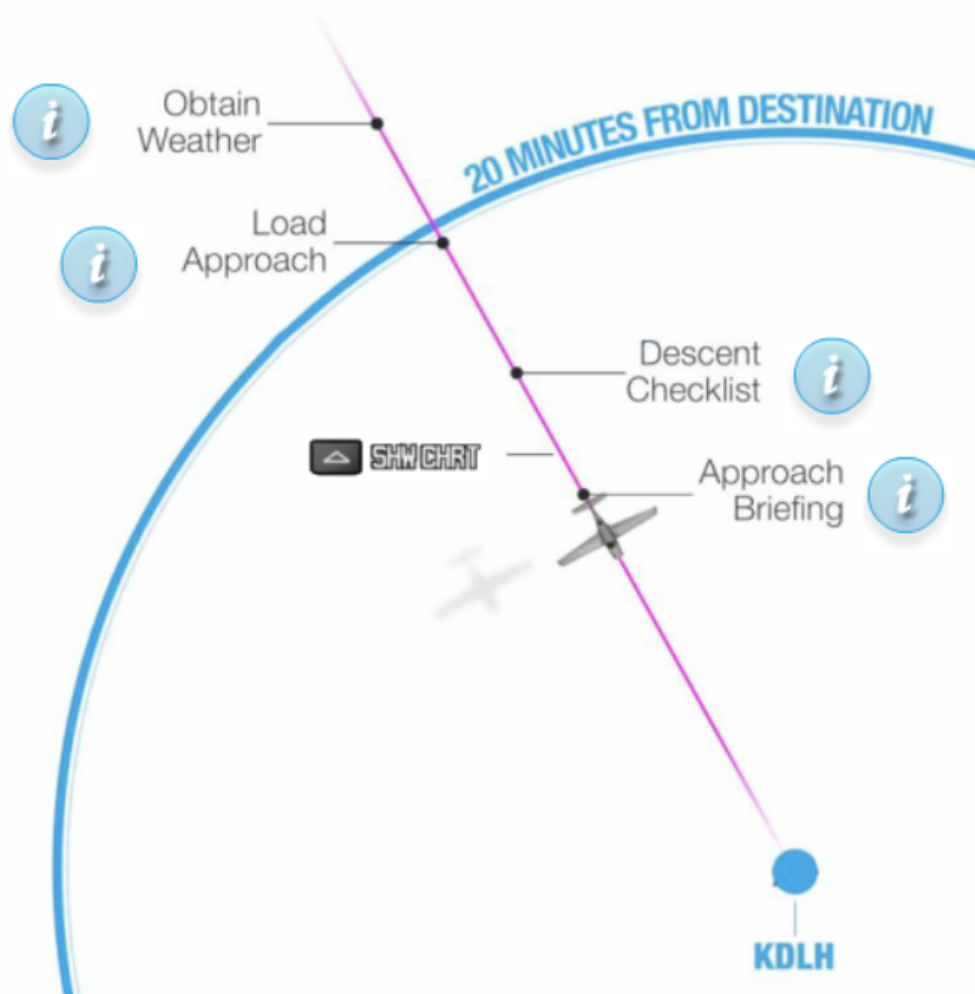 Obtain
Weather
20 MINUTES FROM DESTINATION
Load
Approach
Descent
Checklist
SHW CHRT
Approach
Briefing
KDLH
i
i
i
i